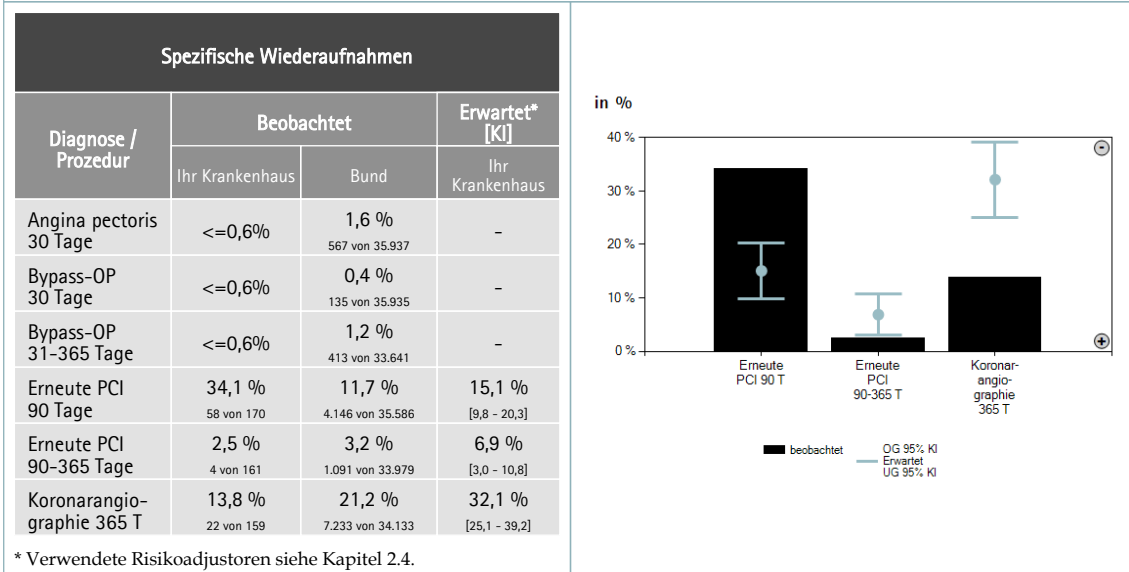 Spezifische Wiederaufnahmen
Diagnose /
Prozedur
Beobachtet
Erwartet*
[KI]
Ihr Krankenhaus
Bund
Ihr
Krankenhaus
Angina pectoris
30 Tage
<=0,6%
1,6 %
567 von 35.937
–
Bypass-OP
30 Tage
<=0,6%
0,4 %
135 von 35.935
–
Bypass-OP
31-365 Tage
<=0,6%
1,2 %
413 von 33.641
–
Erneute PCI
90 Tage
34,1 %
58 von 170
11,7 %
4.146 von 35.586
15,1 %
[9,8 - 20,3]
Erneute PCI
90-365 Tage
2,5 %
4 von 161
3,2 %
1.091 von 33.979
6,9 %
[3,0 - 10,8]
Koronarangio-
graphie 365 T
13,8 %
22 von 159
21,2 %
7.233 von 34.133
32,1 %
[25,1 - 39,2]
* Verwendete Risikoadjustoren siehe Kapitel 2.4.
in %
40 %
30 %
20 %
10 %
0 %
-
+
Erneute
PCI 90 T
Erneute
PCI
90-365 T
Koronar-
angio-
graphie
365 T
beobachtet
OG 95% KI
Erwartet
UG 95% KI